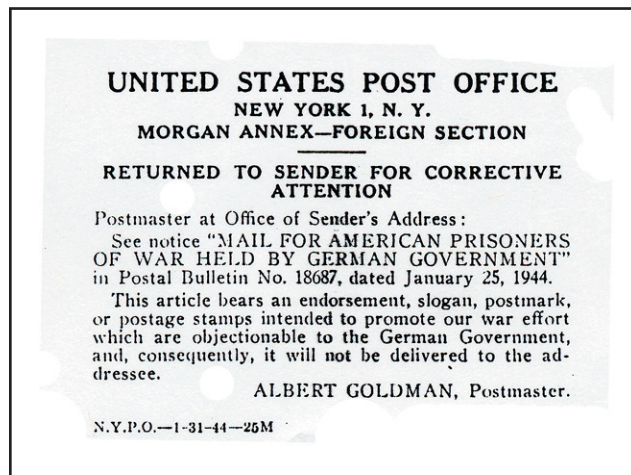 UNITED STATES POST OFFICE
NEW YORK 1, N. Y.
MORGAN ANNEX—FOREIGN SECTION
RETURNED TO SENDER FOR CORRECTIVE
ATTENTION
Postmaster at Office of Sender's Address:
See notice "MAIL FOR AMERICAN PRISONERS
OF WAR HELD BY GERMAN GOVERNMENT"
in Postal Bulletin No. 18687, dated January 25, 1944.
This article bears an endorsement, slogan, postmark,
or postage stamps intended to promote our war effort
which are objectionable to the German Government,
and, consequently, it will not be delivered to the ad-
dressee.
ALBERT GOLDMAN, Postmaster.
N.Y.P.O.—1-31-44—25M